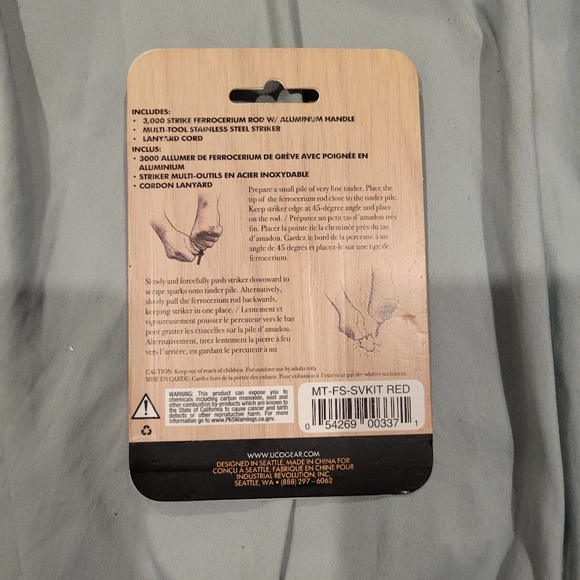 INCLUDES:
• 3,000 STRIKE FERROCERIUM ROD W/ ALUMINUM HANDLE
• MULTI-TOOL STAINLESS STEEL STRIKER
• LANYARD CORD
INCLUS:
• 3000 ALLUMER DE FERROCERIUM DE GRÈVE AVEC POIGNÉE EN
ALUMINIUM
• STRIKER MULTI-OUTILS EN ACIER INOXYDABLE
• CORDON LANYARD
Prepare a small pile of very fine tinder. Place the
tip of the ferrocerium rod close to the tinder pile.
Keep striker edge at 45-degree angle and place
on the rod. / Préparez un petit tas d'amadou très
fin. Placer la pointe de la cheminée près du tas
d'amadou. Gardez le bord de la perceuse à un
angle de 45 degrés et placez-le sur une tige de
ferrocerium.
Slowly and forcefully push striker downward to
scrape sparks onto tinder pile. Alternatively,
slowly pull the ferrocerium rod backwards,
keeping striker in one place. / Lentement et
vigoureusement pousser le percuteur vers le bas
pour gratter les étincelles sur la pile d'amadou.
Alternativement, tirez lentement la pierre à feu
vers l'arrière, en gardant le percuteur à un
CAUTION: Keep out of reach of children. For outdoor use by adults only.
MISE EN GARDE: Gardez hors de la portée des enfants. Pour utilisation à l'extérieur par des adultes seulement.
WARNING: This product can expose you to
chemicals including carbon monoxide, soot and
other combustion by-products which are known to
the State of California to cause cancer and birth
defects or other reproductive harm. For more
information go to www.P65Warnings.ca.gov.
MT-FS-SVKIT RED
0 54269 00337 1
WWW.UCOGEAR.COM
DESIGNED IN SEATTLE, MADE IN CHINA FOR
CONÇU A SEATTLE, FABRIQUE EN CHINE POUR
INDUSTRIAL REVOLUTION, INC.
SEATTLE, WA • (888) 297 – 6062